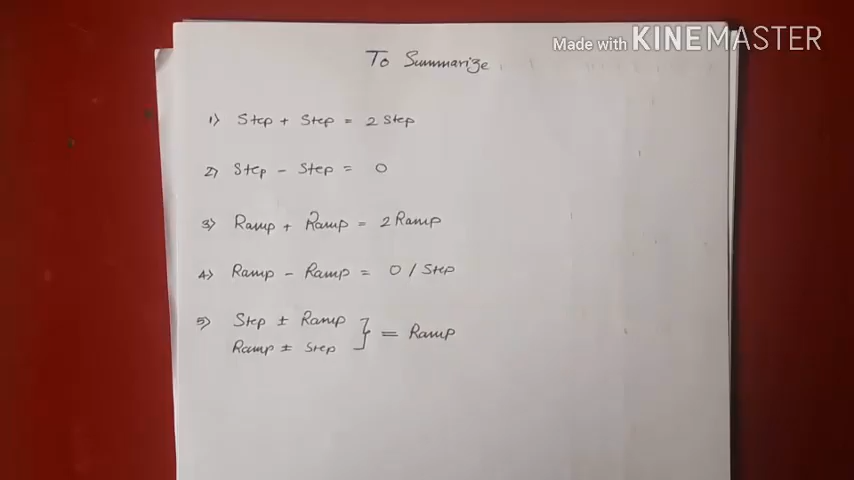 Made with KINEMASTER
To Summarize
1) Step + Step = 2 Step
2) Step - Step = 0
3) Ramp + Ramp = 2 Ramp
4) Ramp - Ramp = 0 / Step
5) Step ± Ramp
Ramp ± Step } = Ramp